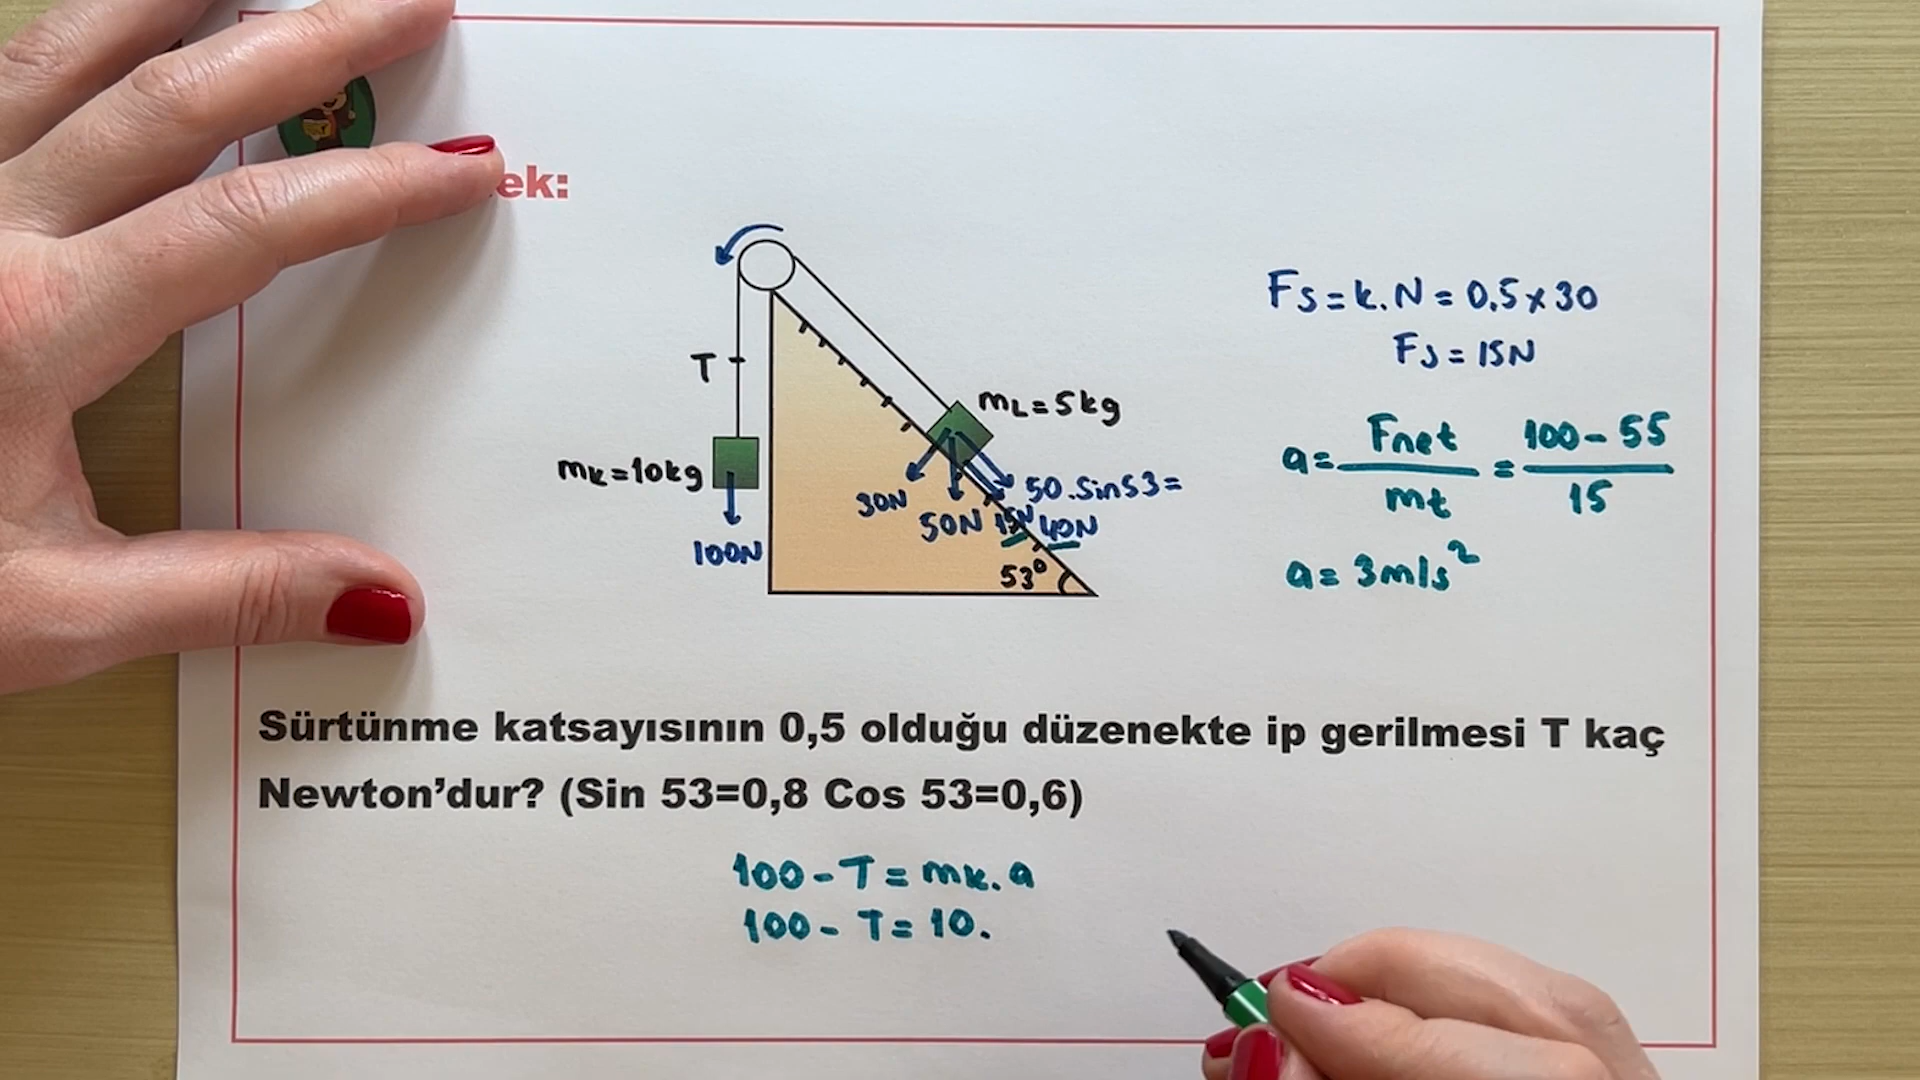 ek:
T
mL=5kg
mK=10kg
30N
50N
15N
50.Sin53=
40N
100N
53°
Fs=k.N=0.5x30
Fs=15N
a=Fnet/mt=100-55/15
a=3m/s²
Sürtünme katsayısının 0,5 olduğu düzenekte ip gerilmesi T kaç
Newton’dur? (Sin 53=0,8 Cos 53=0,6)
100-T=mK.a
100-T=10.